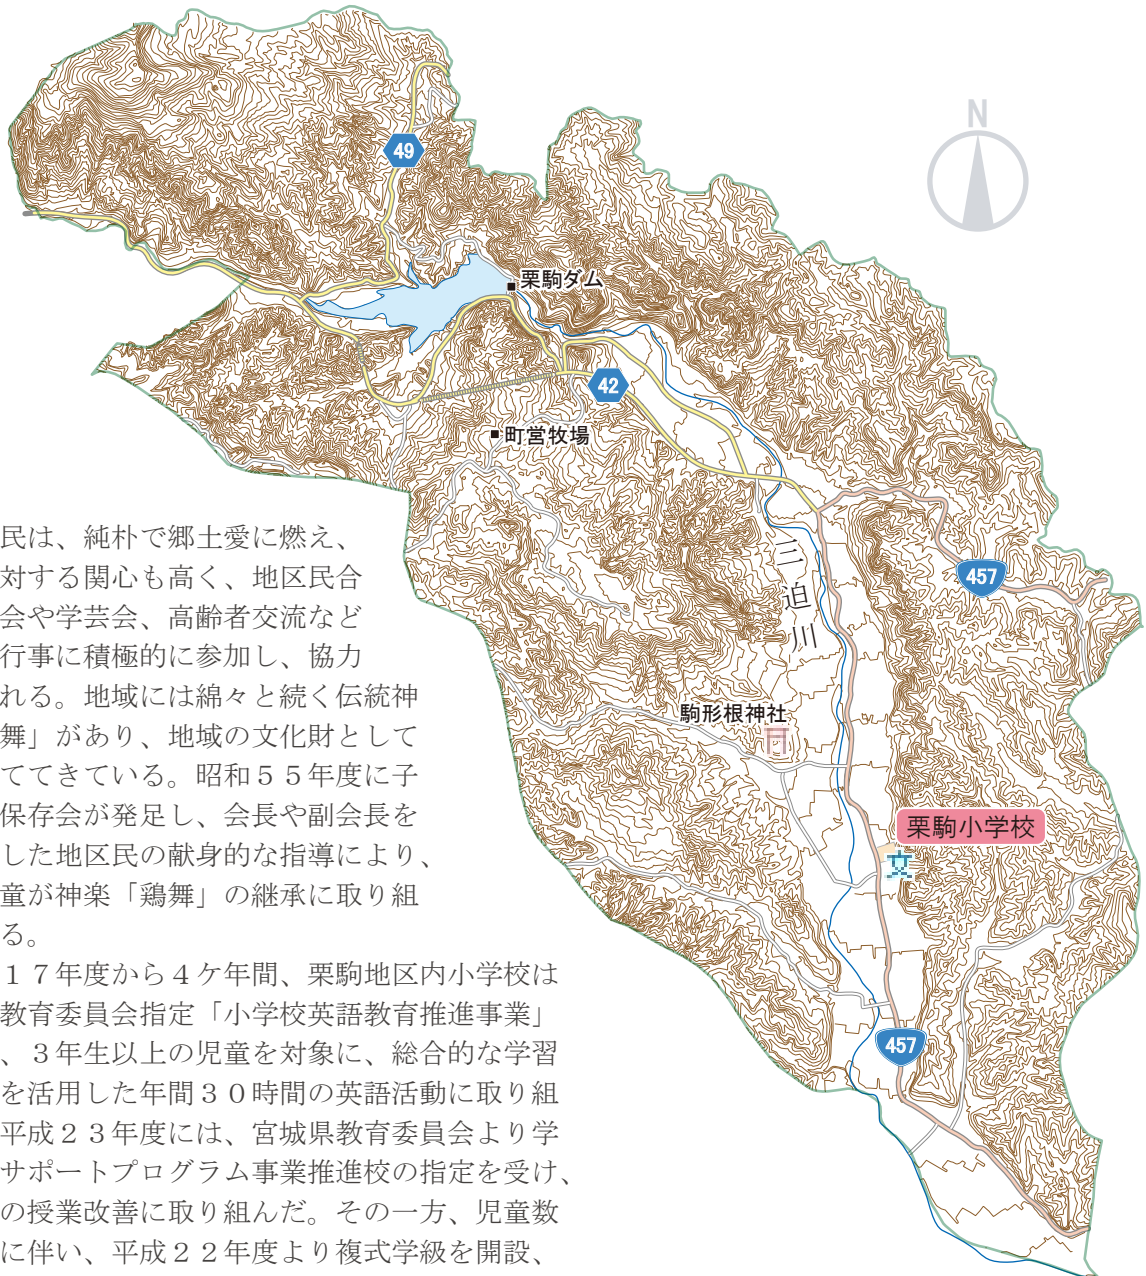 N
49
栗駒ダム
42
町営牧場
457
三迫川
駒形根神社
栗駒小学校
457
民は、純朴で郷土愛に燃え、
対する関心も高く、地区民合
会や学芸会、高齢者交流など
行事に積極的に参加し、協力
れる。地域には綿々と続く伝統神
舞」があり、地域の文化財として
ててきている。昭和５５年度に子
保存会が発足し、会長や副会長を
した地区民の献身的な指導により、
童が神楽「鶏舞」の継承に取り組
る。
１７年度から４ケ年間、栗駒地区内小学校は
教育委員会指定「小学校英語教育推進事業」
、３年生以上の児童を対象に、総合的な学習
を活用した年間３０時間の英語活動に取り組
平成２３年度には、宮城県教育委員会より学
サポートプログラム事業推進校の指定を受け、
の授業改善に取り組んだ。その一方、児童数
に伴い、平成２２年度より複式学級を開設、